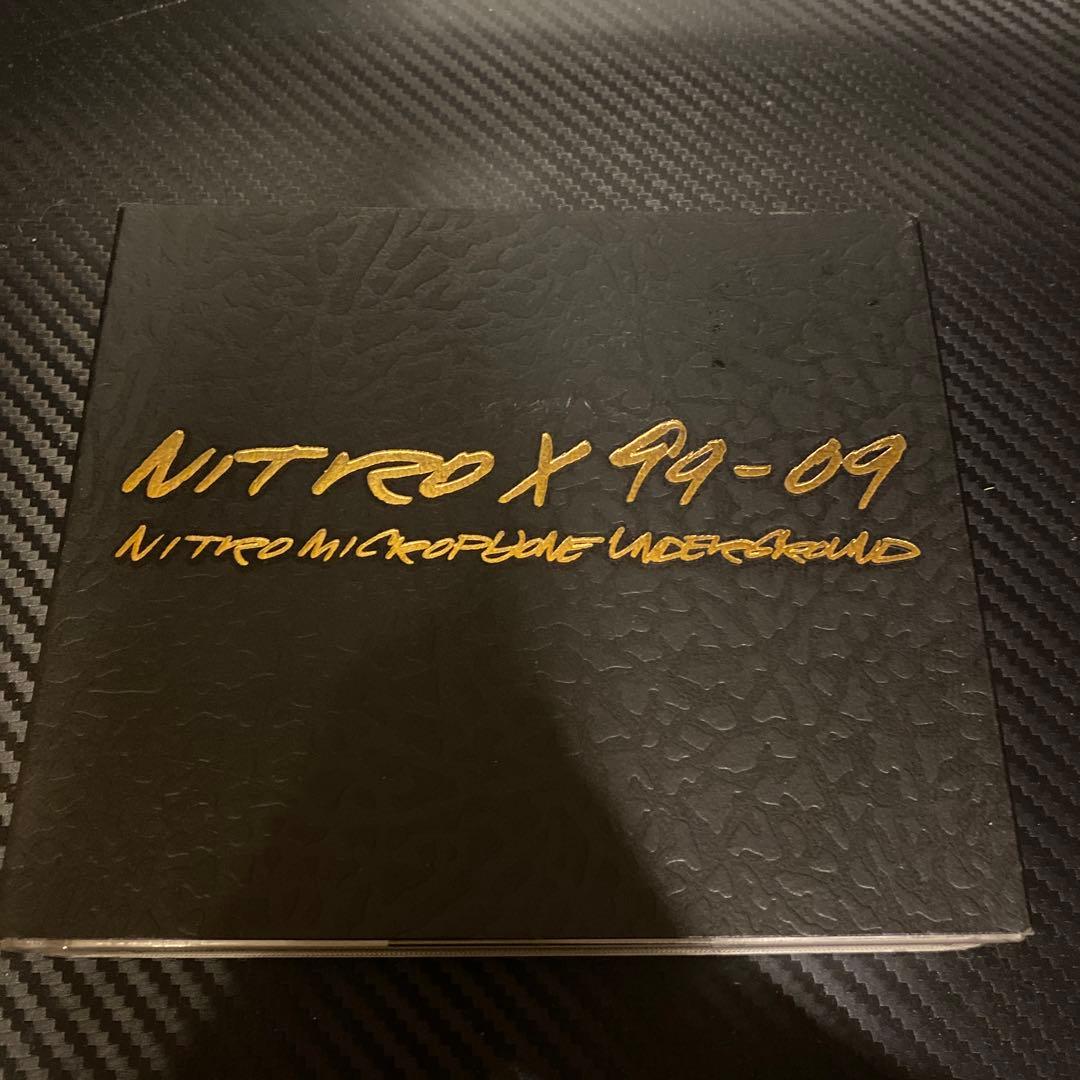 NITRO X 99-09
NITRO MICROPHONE UNDERGROUND